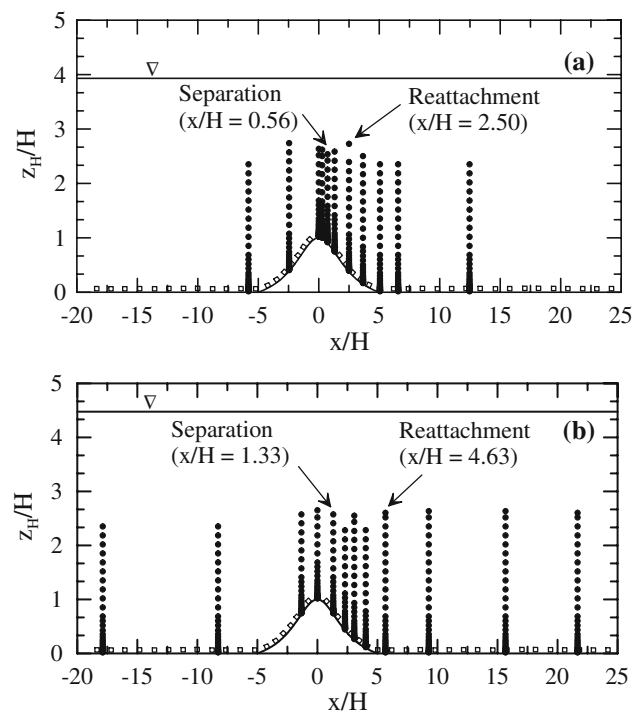 5
(a)
4
∇
Separation
(x/H = 0.56)
Reattachment
(x/H = 2.50)
3
z_H/H
2
1
0
-20 -15 -10 -5 0 5 10 15 20 25
x/H
5
∇
(b)
4
Separation
(x/H = 1.33)
Reattachment
(x/H = 4.63)
3
z_H/H
2
1
0
-20 -15 -10 -5 0 5 10 15 20 25
x/H